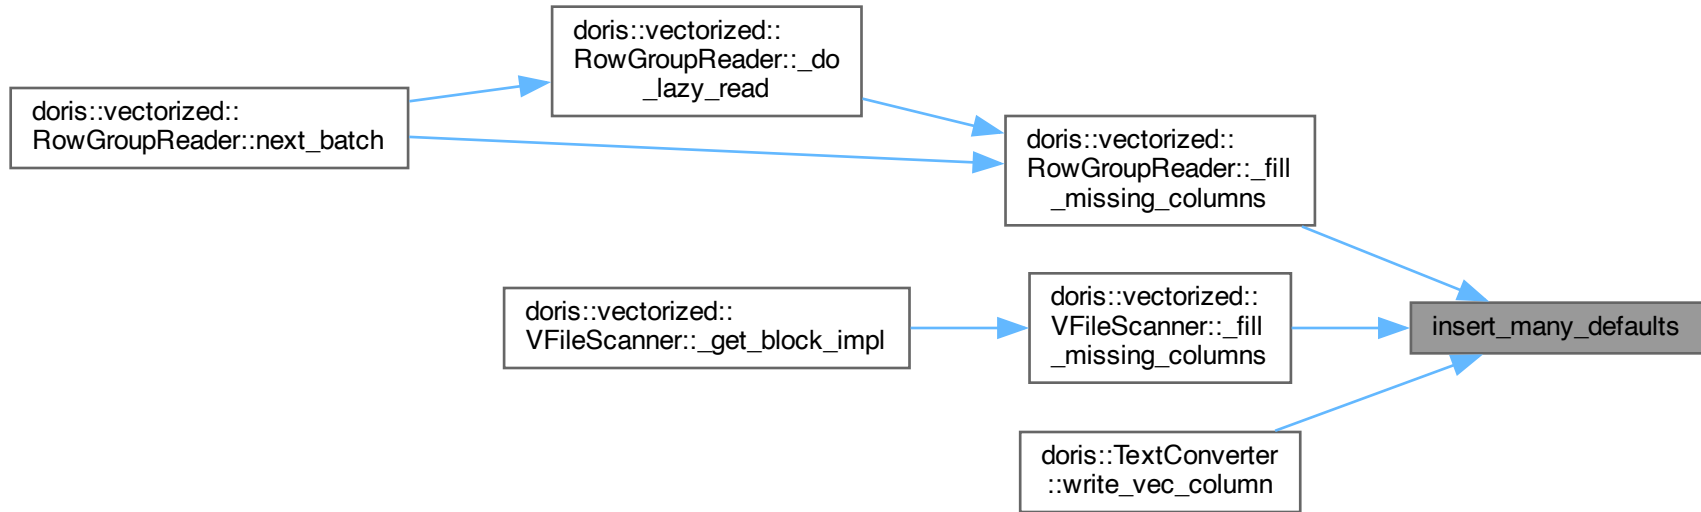 doris::vectorized::
RowGroupReader::_do
_lazy_read
doris::vectorized::
RowGroupReader::next_batch
doris::vectorized::
RowGroupReader::_fill
_missing_columns
doris::vectorized::
VFileScanner::_get_block_impl
doris::vectorized::
VFileScanner::_fill
_missing_columns
insert_many_defaults
doris::TextConverter
::write_vec_column